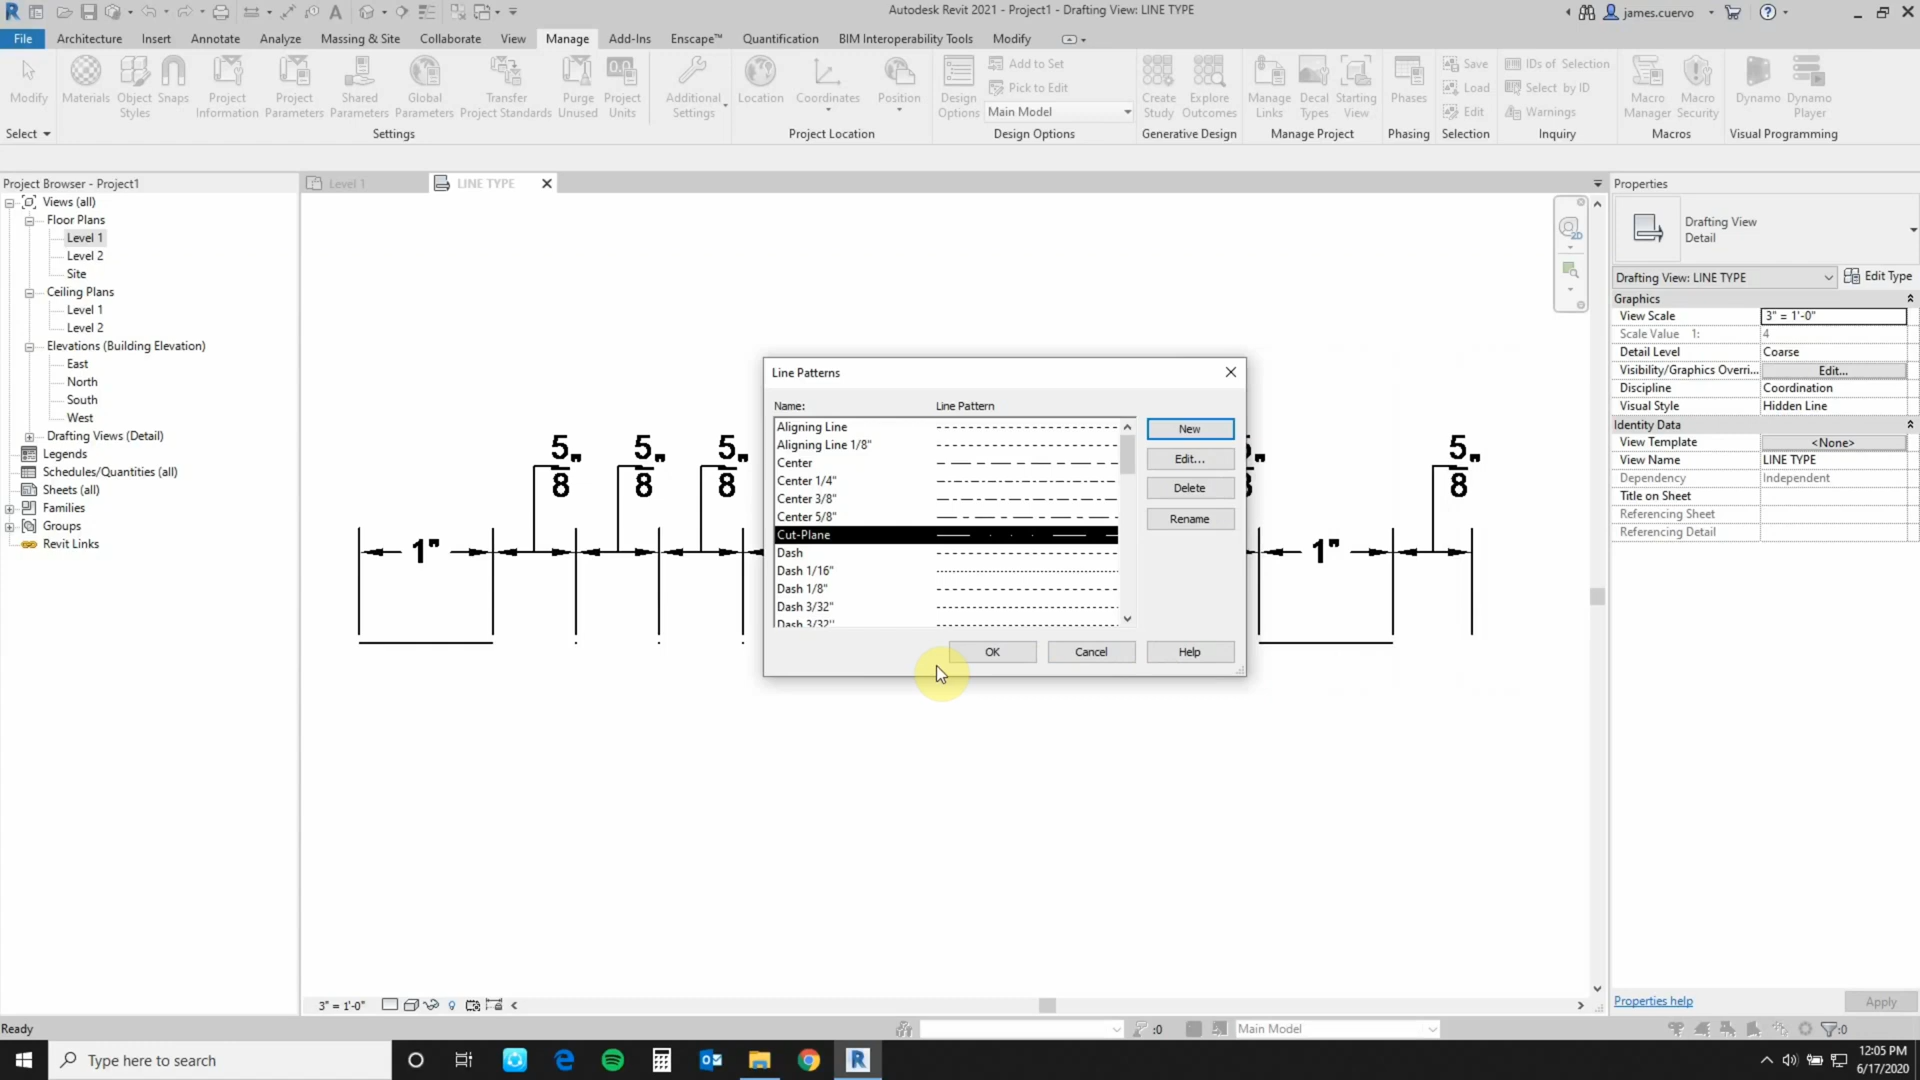 Autodesk Revit 2021 - Project1 - Drafting View: LINE TYPE
james.cuervo
File Architecture Insert Annotate Analyze Massing & Site Collaborate View Manage Add-Ins Enscape™ Quantification BIM Interoperability Tools Modify
Modify
Materials
Object Styles
Snaps
Project Information
Project Parameters
Shared Parameters
Global Parameters
Transfer Project Standards
Purge Unused
Project Units
Additional Settings
Location
Coordinates
Position
Design Options
Add to Set
Pick to Edit
Main Model
Create Study
Explore Outcomes
Manage Links
Decal Types
Starting View
Phases
Save
Load
Edit
IDs of Selection
Select by ID
Warnings
Macro Manager
Macro Security
Dynamo
Dynamo Player
Select
Settings
Project Location
Design Options
Generative Design
Manage Project
Phasing
Selection
Inquiry
Macros
Visual Programming
Project Browser - Project1
Views (all)
Floor Plans
Level 1
Level 2
Site
Ceiling Plans
Level 1
Level 2
Elevations (Building Elevation)
East
North
South
West
Drafting Views (Detail)
Legends
Schedules/Quantities (all)
Sheets (all)
Families
Groups
Revit Links
Level 1
LINE TYPE
2D
1"
5/8"
5/8"
5/8"
1"
5/8"
Line Patterns
Name: Line Pattern
Aligning Line
Aligning Line 1/8"
Center
Center 1/4"
Center 3/8"
Center 5/8"
Cut-Plane
Dash
Dash 1/16"
Dash 1/8"
Dash 3/32"
Dash 3/32"
New
Edit...
Delete
Rename
OK
Cancel
Help
Properties
Drafting View
Detail
Drafting View: LINE TYPE
Edit Type
Graphics
View Scale 3" = 1'-0"
Scale Value 1: 4
Detail Level Coarse
Visibility/Graphics Overri... Edit...
Discipline Coordination
Visual Style Hidden Line
Identity Data
View Template <None>
View Name LINE TYPE
Dependency Independent
Title on Sheet
Referencing Sheet
Referencing Detail
Properties help
Apply
3" = 1'-0"
Ready
:0
Main Model
:0
Type here to search
12:05 PM
6/17/2020